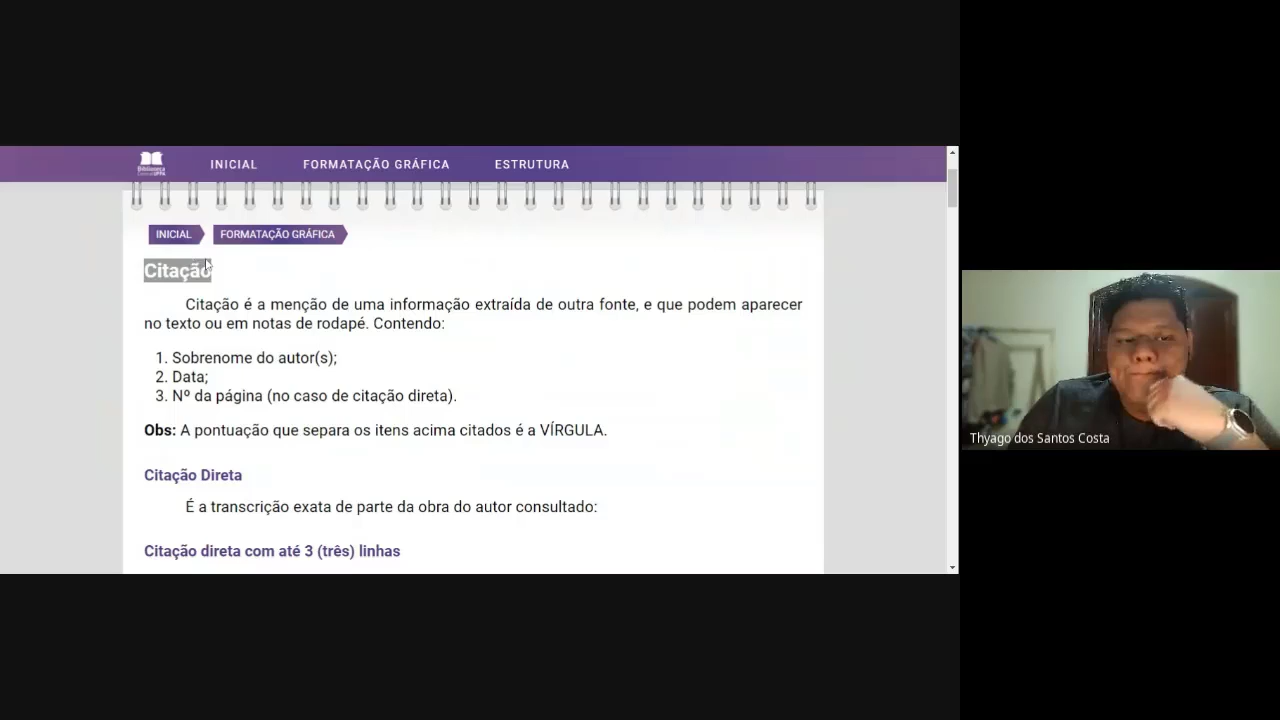 INICIAL FORMATAÇÃO GRÁFICA ESTRUTURA
INICIAL FORMATAÇÃO GRÁFICA
Citação
Citação é a menção de uma informação extraída de outra fonte, e que podem aparecer
no texto ou em notas de rodapé. Contendo:
1. Sobrenome do autor(s);
2. Data;
3. Nº da página (no caso de citação direta).
Obs: A pontuação que separa os itens acima citados é a VÍRGULA.
Citação Direta
É a transcrição exata de parte da obra do autor consultado:
Citação direta com até 3 (três) linhas
Thyago dos Santos Costa